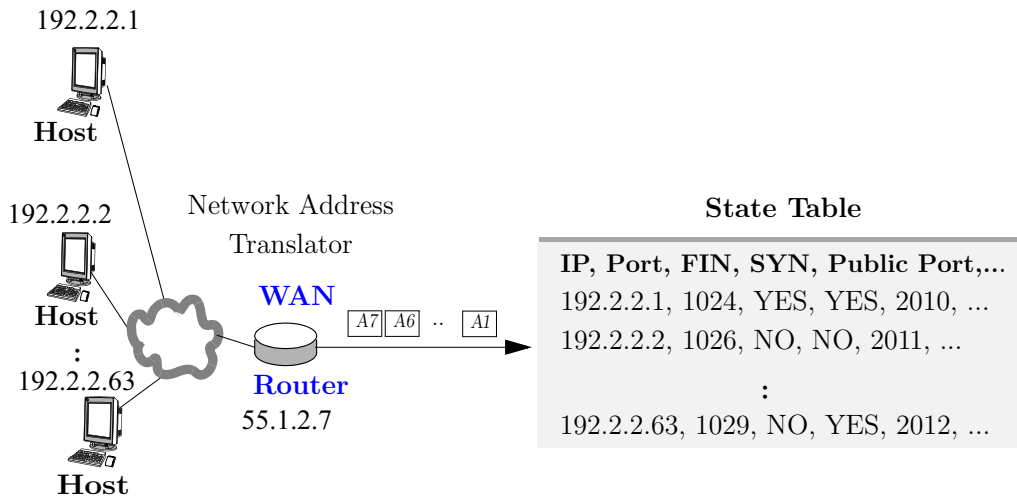 192.2.2.1
Host
192.2.2.2
Host
:
192.2.2.63
Host
Network Address
Translator
WAN
Router
55.1.2.7
A7 A6 .. A1
State Table
IP, Port, FIN, SYN, Public Port,...
192.2.2.1, 1024, YES, YES, 2010, ...
192.2.2.2, 1026, NO, NO, 2011, ...
:
192.2.2.63, 1029, NO, YES, 2012, ...